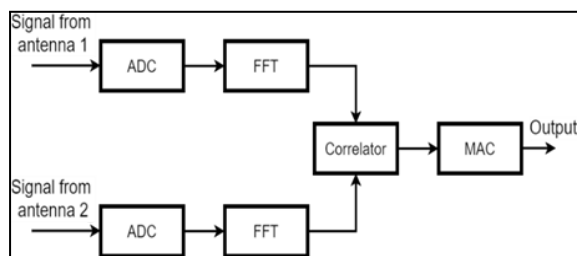 Signal from
antenna 1
ADC
FFT
Correlator
MAC
Output
Signal from
antenna 2
ADC
FFT